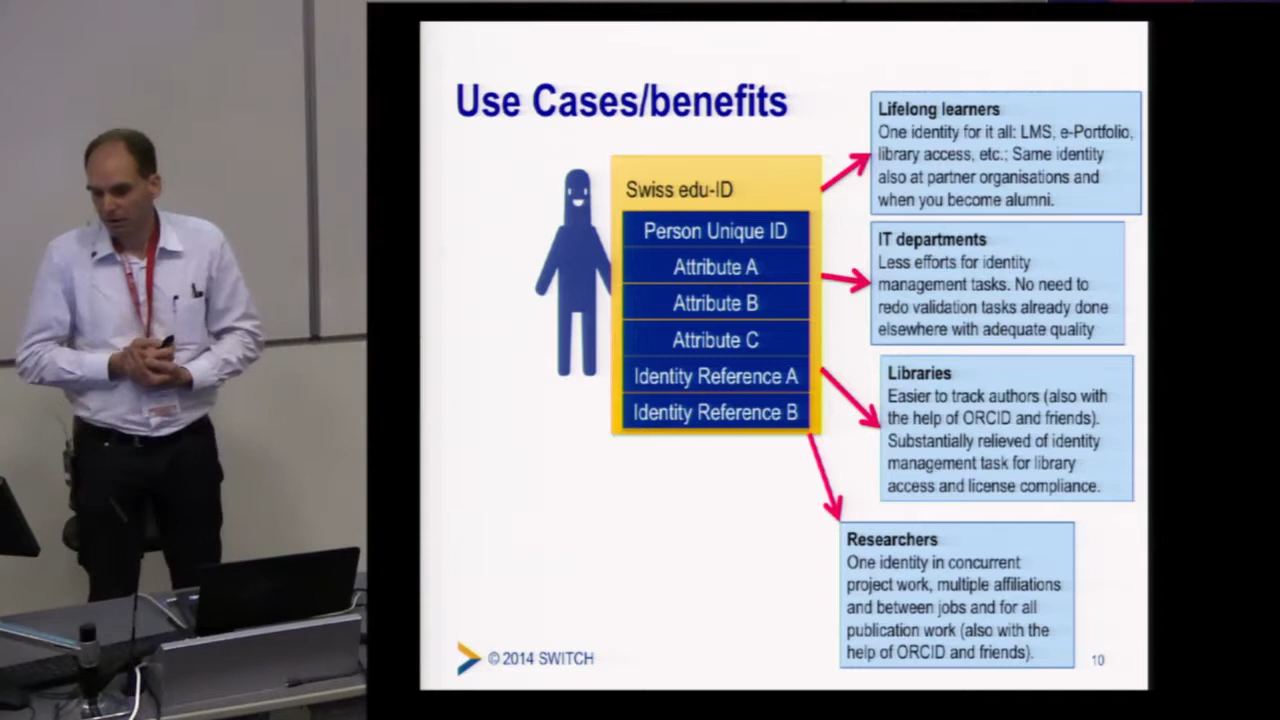 Use Cases/benefits
Swiss edu-ID
Person Unique ID
Attribute A
Attribute B
Attribute C
Identity Reference A
Identity Reference B
Lifelong learners
One identity for it all: LMS, e-Portfolio,
library access, etc.; Same identity
also at partner organisations and
when you become alumni.
IT departments
Less efforts for identity
management tasks. No need to
redo validation tasks already done
elsewhere with adequate quality
Libraries
Easier to track authors (also with
the help of ORCID and friends).
Substantially relieved of identity
management task for library
access and license compliance.
Researchers
One identity in concurrent
project work, multiple affiliations
and between jobs and for all
publication work (also with the
help of ORCID and friends).
© 2014 SWITCH
10